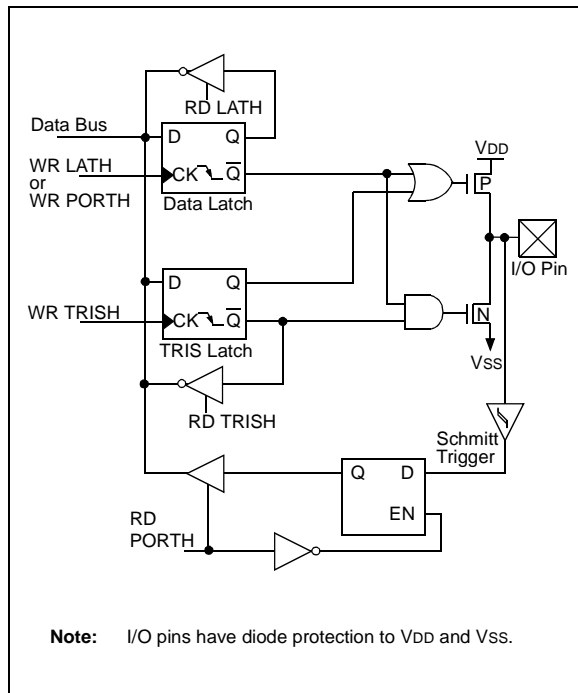 RD LATH
Data Bus
D Q
WR LATH
or
WR PORTH
CK Q
Data Latch
VDD
P
I/O Pin
D Q
WR TRISH
CK Q
TRIS Latch
N
VSS
RD TRISH
Schmitt
Trigger
Q D
EN
RD
PORTH
Note: I/O pins have diode protection to VDD and VSS.